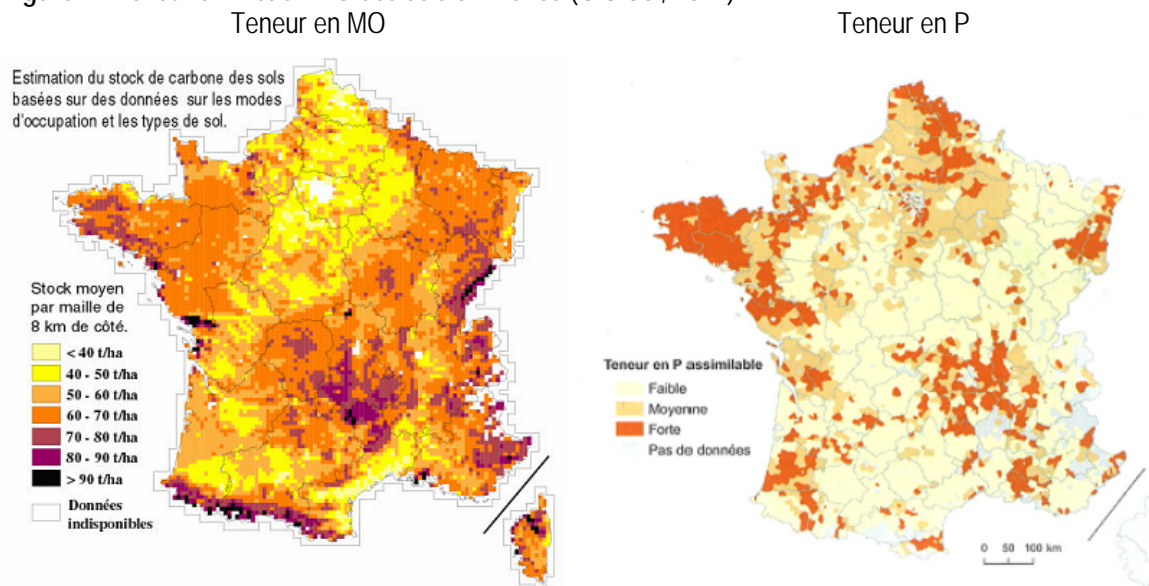 Teneur en MO
Teneur en P
Estimation du stock de carbone des sols
basées sur des données sur les modes
d'occupation et les types de sol.
Stock moyen
par maille de
8 km de côté.
< 40 t/ha
40 - 50 t/ha
50 - 60 t/ha
60 - 70 t/ha
70 - 80 t/ha
80 - 90 t/ha
> 90 t/ha
Données
indisponibles
Teneur en P assimilable
Faible
Moyenne
Forte
Pas de données
0 50 100 km